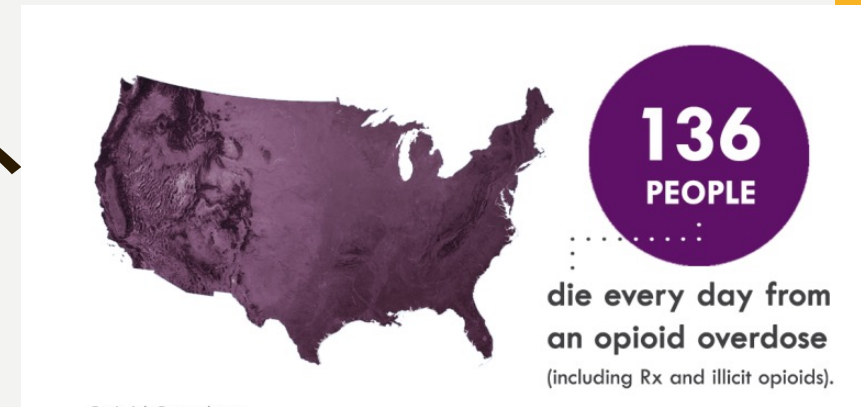 136
PEOPLE
die every day from
an opioid overdose
(including Rx and illicit opioids).